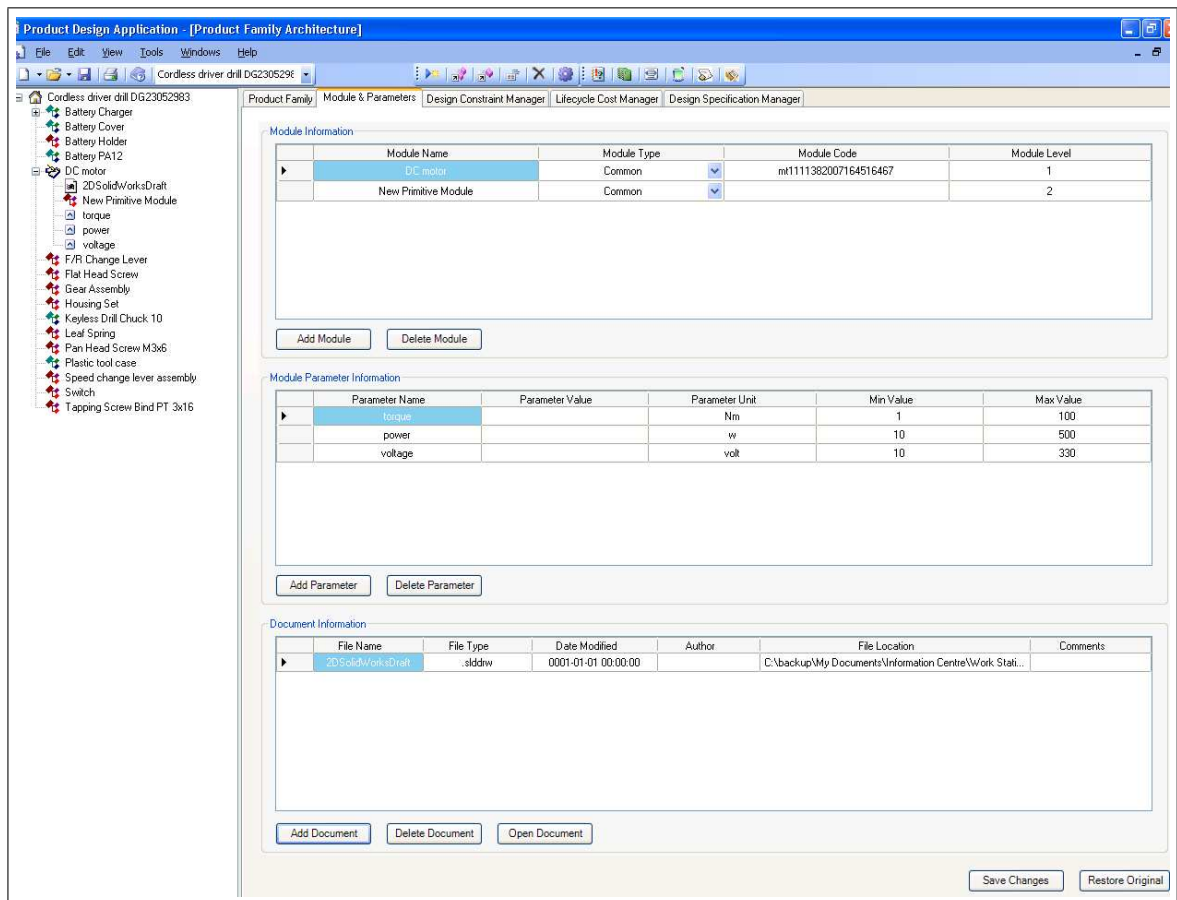 Product Design Application - [Product Family Architecture]
File Edit View Tools Windows Help
Cordless driver drill DG2305298
Cordless driver drill DG23052983
Battery Charger
Battery Cover
Battery Holder
Battery PA12
DC motor
2DSolidWorksDraft
New Primitive Module
torque
power
voltage
F/R Change Lever
Flat Head Screw
Gear Assembly
Housing Set
Keyless Drill Chuck 10
Leaf Spring
Pan Head Screw M3x6
Plastic tool case
Speed change lever assembly
Switch
Tapping Screw Bind PT 3x16
Product Family Module & Parameters Design Constraint Manager Lifecycle Cost Manager Design Specification Manager
Module Information
Module Name Module Type Module Code Module Level
DC motor Common mt1111382007164516467 1
New Primitive Module Common 2
Add Module Delete Module
Module Parameter Information
Parameter Name Parameter Value Parameter Unit Min Value Max Value
torque Nm 1 100
power w 10 500
voltage volt 10 330
Add Parameter Delete Parameter
Document Information
File Name File Type Date Modified Author File Location Comments
2DSolidWorksDraft .slddrw 0001-01-01 00:00:00 C:\backup\My Documents\Information Centre\Work Stati...
Add Document Delete Document Open Document
Save Changes Restore Original